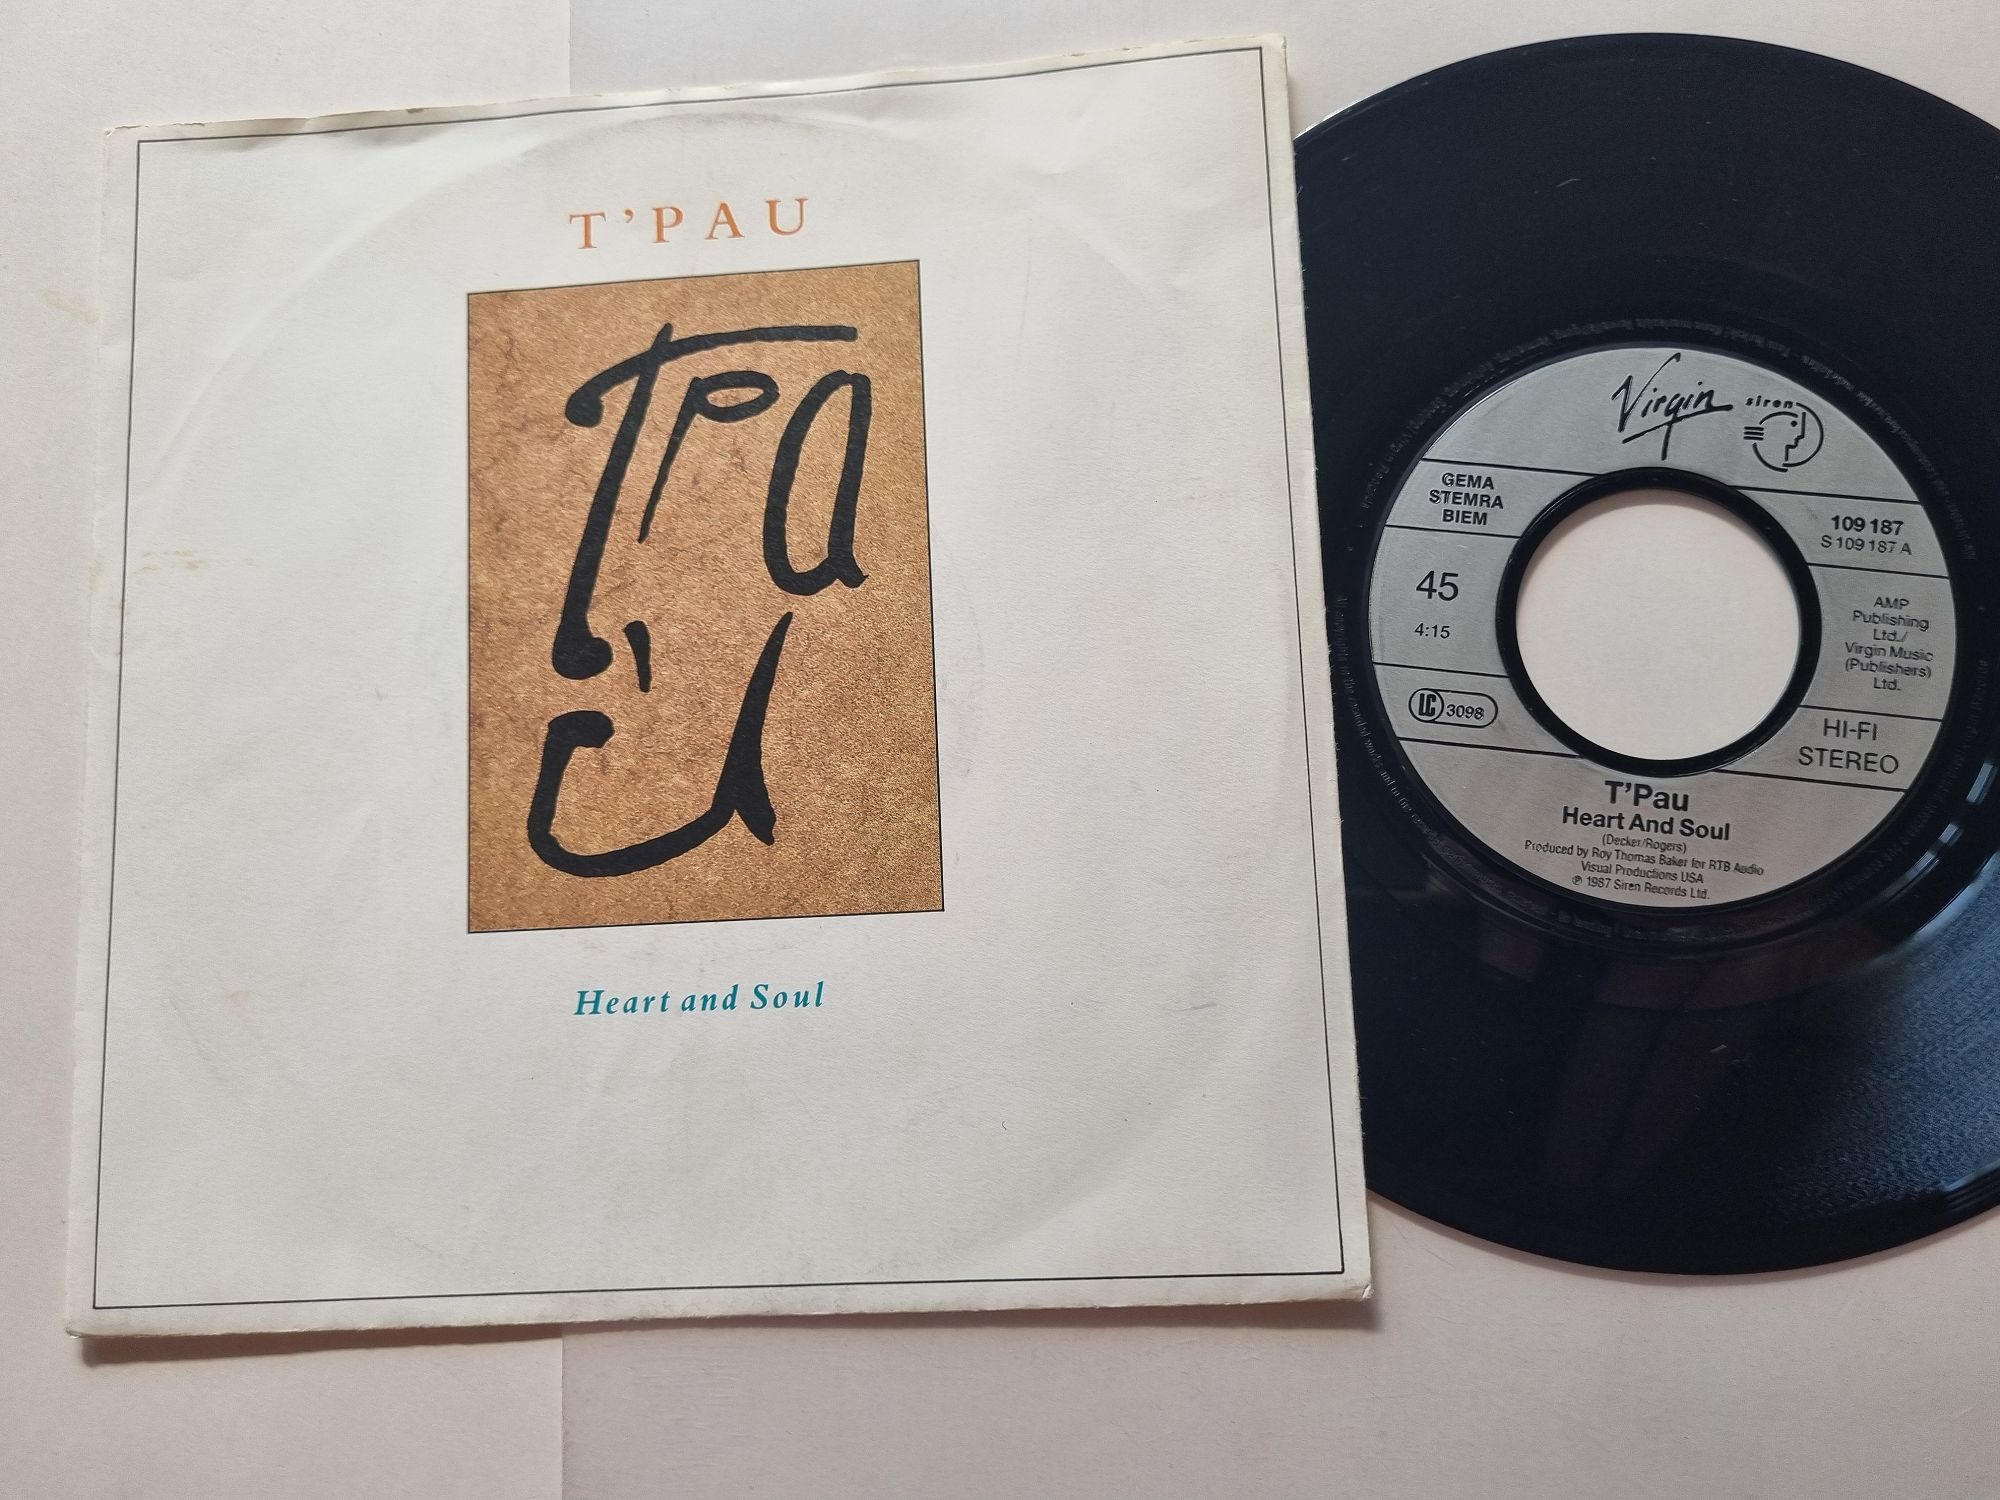 T'PAU
TPa'u
Heart and Soul
Virgin
siren
GEMA
STEMRA
BIEM
109 187
S 109 187 A
45
4:15
AMP
Publishing
Ltd./
Virgin Music
(Publishers)
Ltd.
LC 3098
HI-FI
STEREO
T'Pau
Heart And Soul
(Decker/Rogers)
Produced by Roy Thomas Baker for RTB Audio
Visual Productions USA
℗ 1987 Siren Records Ltd.